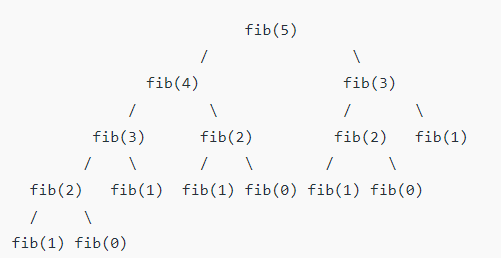 fib(5)
/ \
fib(4) fib(3)
/ \ / \
fib(3) fib(2) fib(2) fib(1)
/ \ / \ / \
fib(2) fib(1) fib(1) fib(0) fib(1) fib(0)
/ \
fib(1) fib(0)